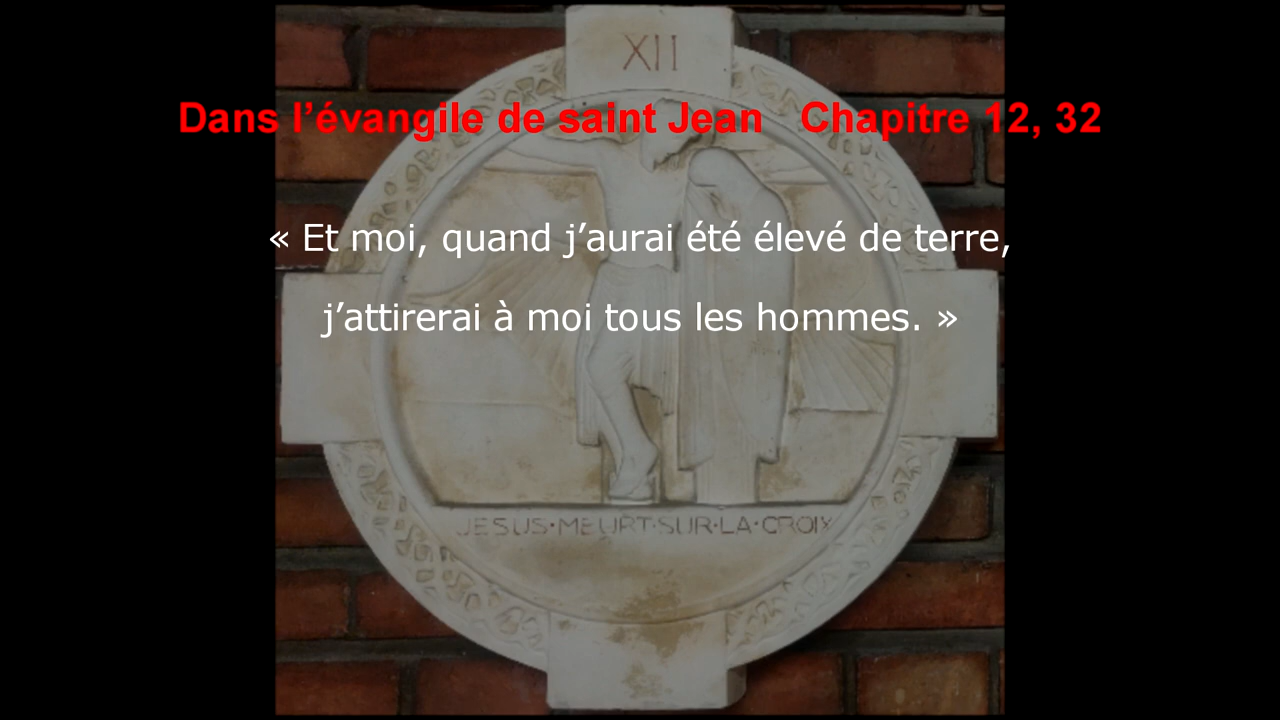 XII
Dans l’évangile de saint Jean Chapitre 12, 32
« Et moi, quand j’aurai été élevé de terre,
j’attirerai à moi tous les hommes. »
JESUS·MEURT·SUR·LA·CROIX